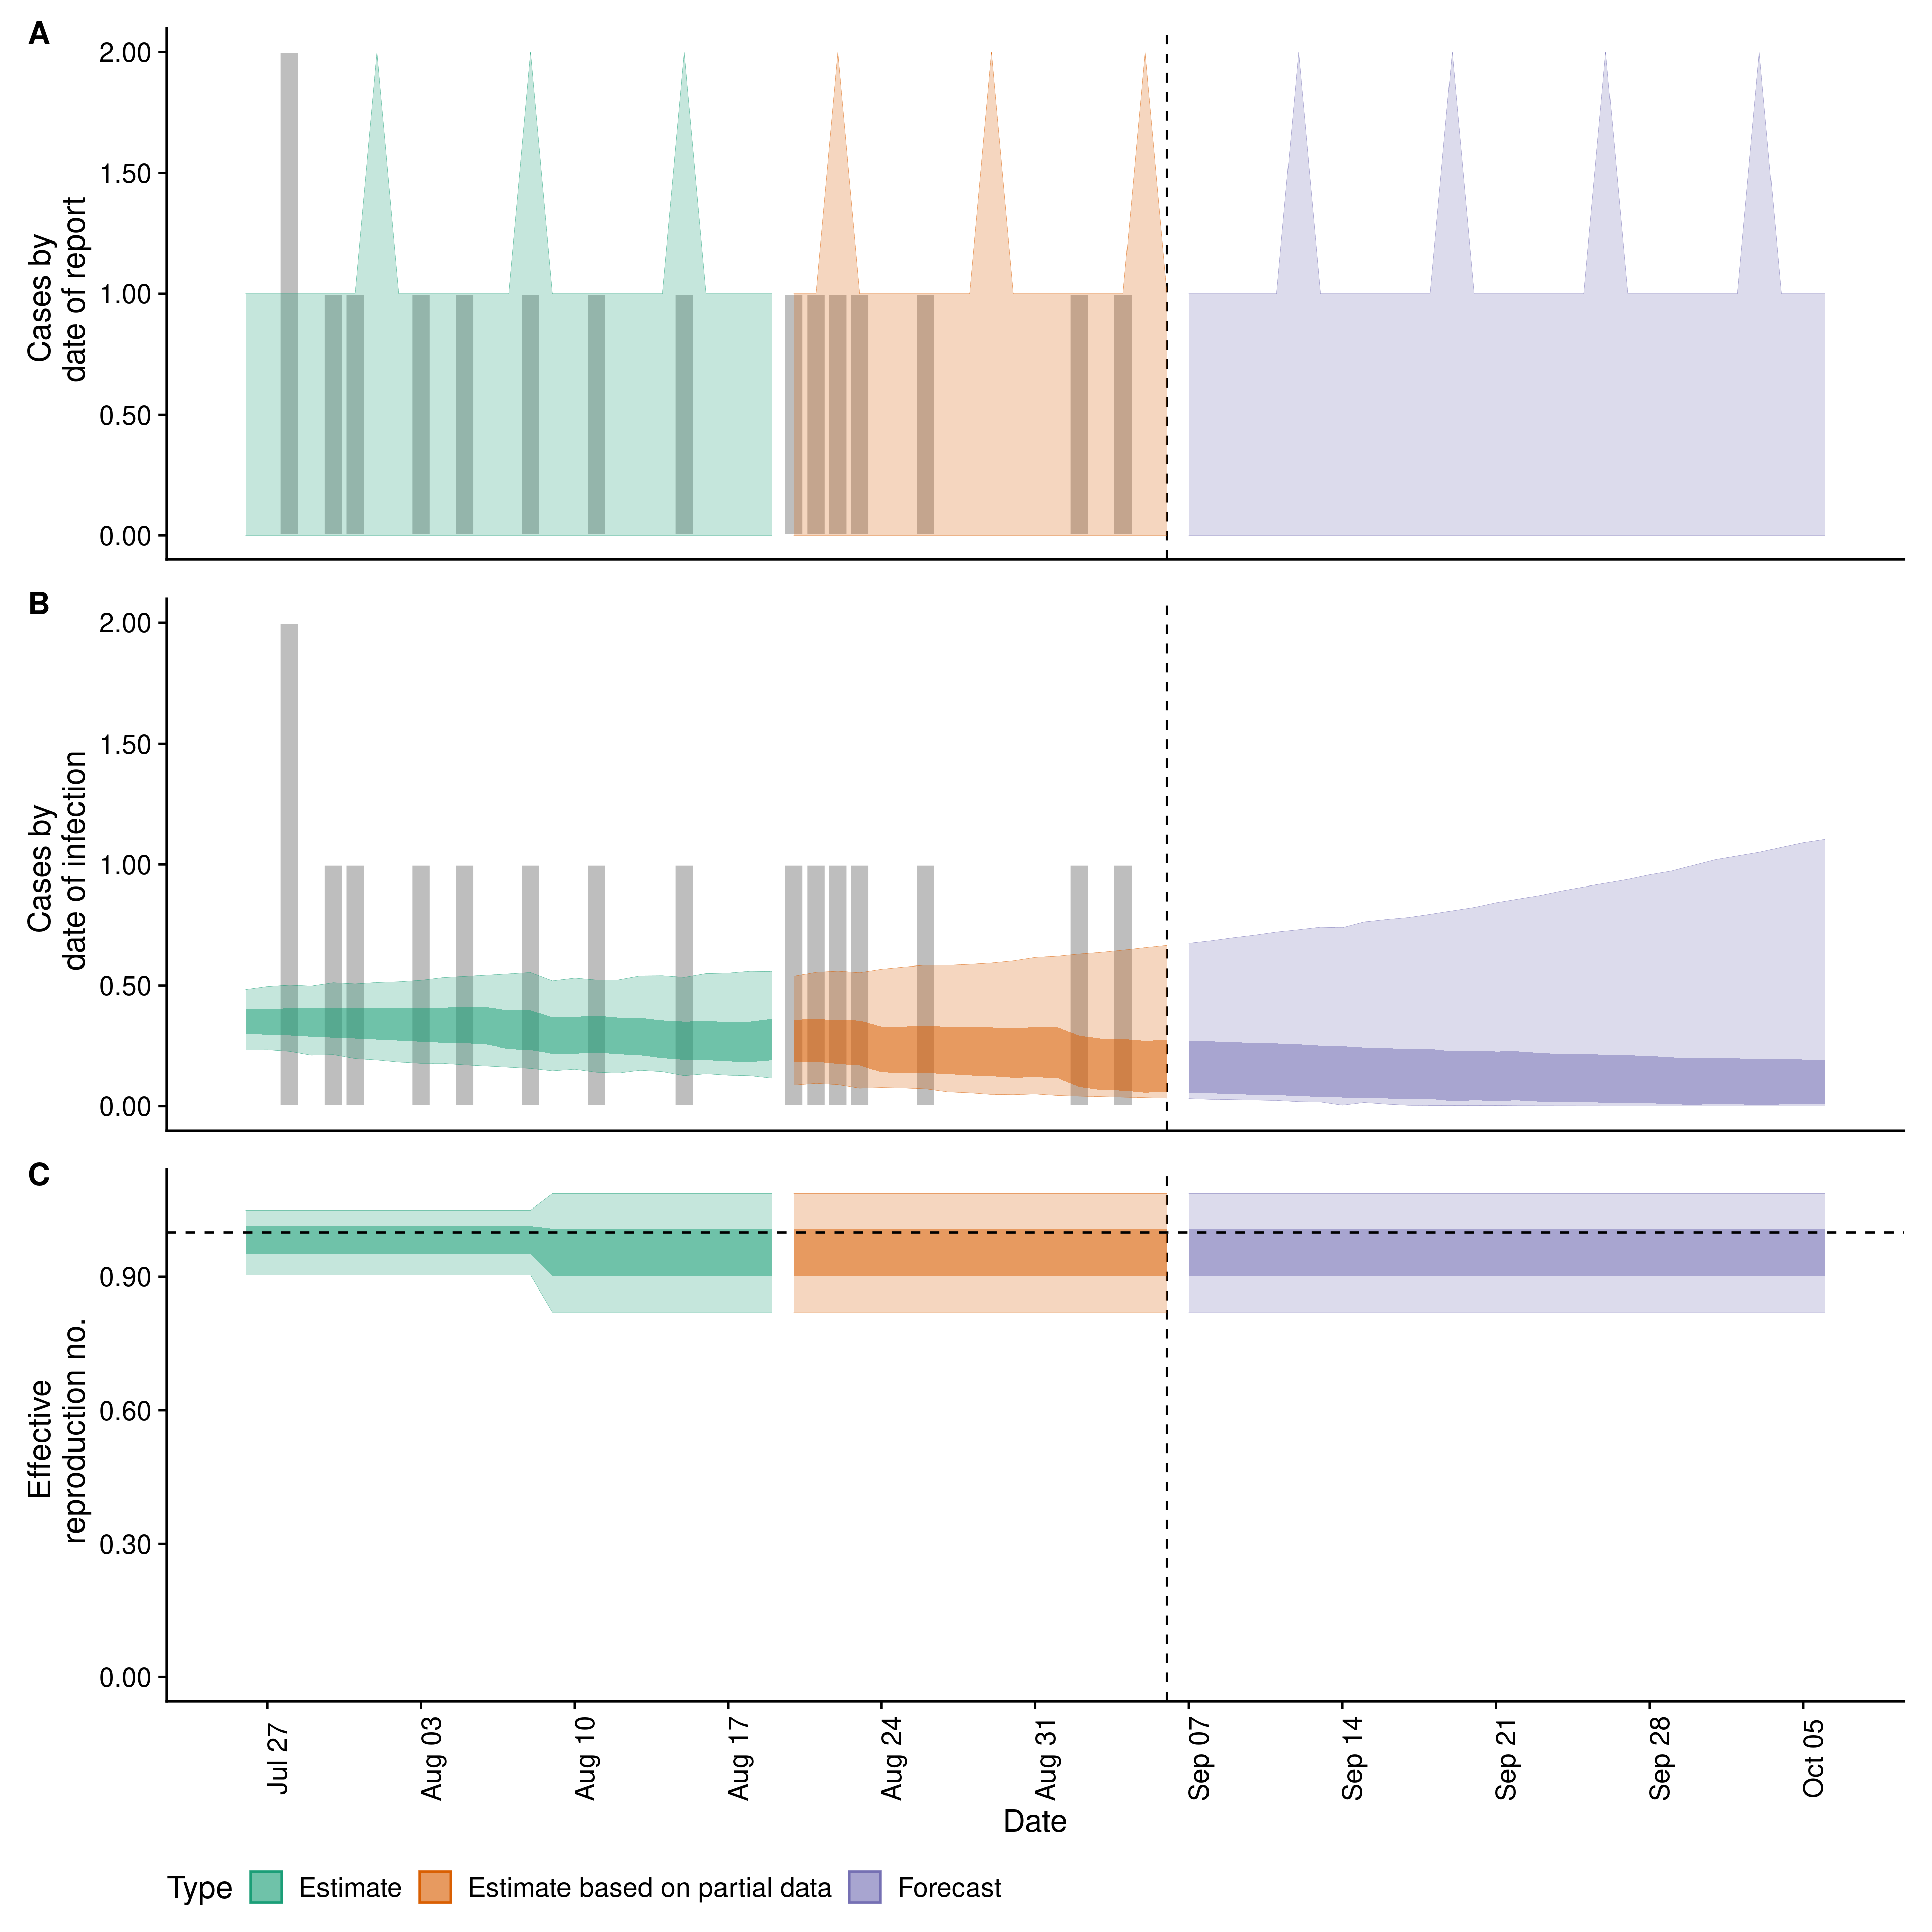 A
Cases by
date of report
2.00
1.50
1.00
0.50
0.00
B
Cases by
date of infection
2.00
1.50
1.00
0.50
0.00
C
Effective
reproduction no.
0.90
0.60
0.30
0.00
Jul 27
Aug 03
Aug 10
Aug 17
Aug 24
Aug 31
Sep 07
Sep 14
Sep 21
Sep 28
Oct 05
Date
Type Estimate Estimate based on partial data Forecast